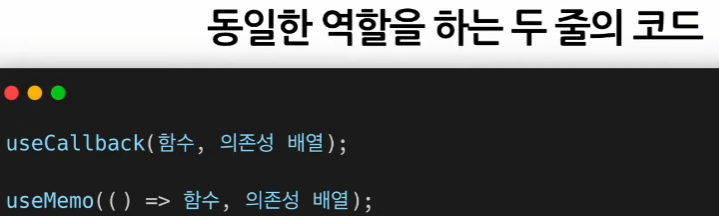 동일한 역할을 하는 두 줄의 코드
useCallback(함수, 의존성 배열);
useMemo(() => 함수, 의존성 배열);